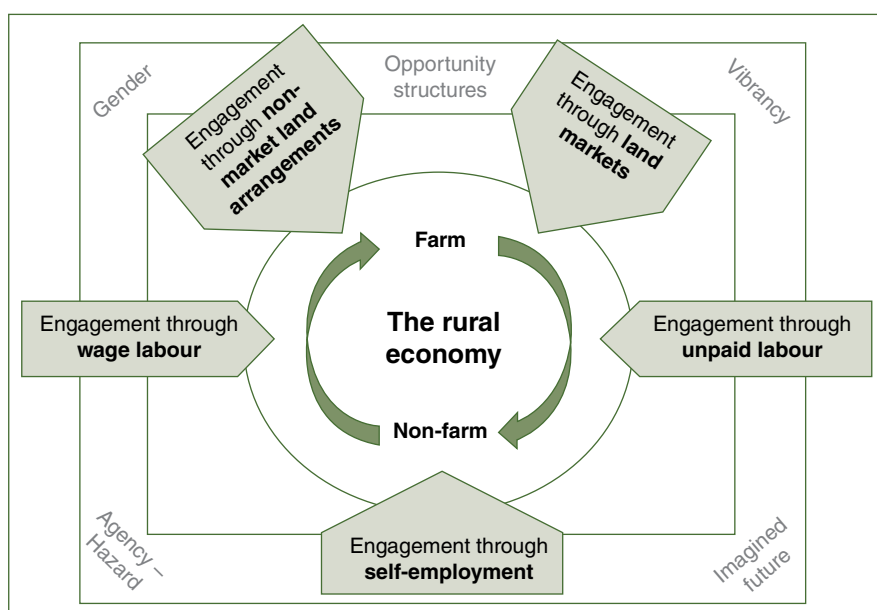 Gender
Opportunity
structures
Vibrancy
Engagement
through non-
market land
arrangements
Engagement
through land
markets
Farm
Engagement through
wage labour
The rural
economy
Engagement through
unpaid labour
Non-farm
Agency –
Hazard
Engagement through
self-employment
Imagined
future